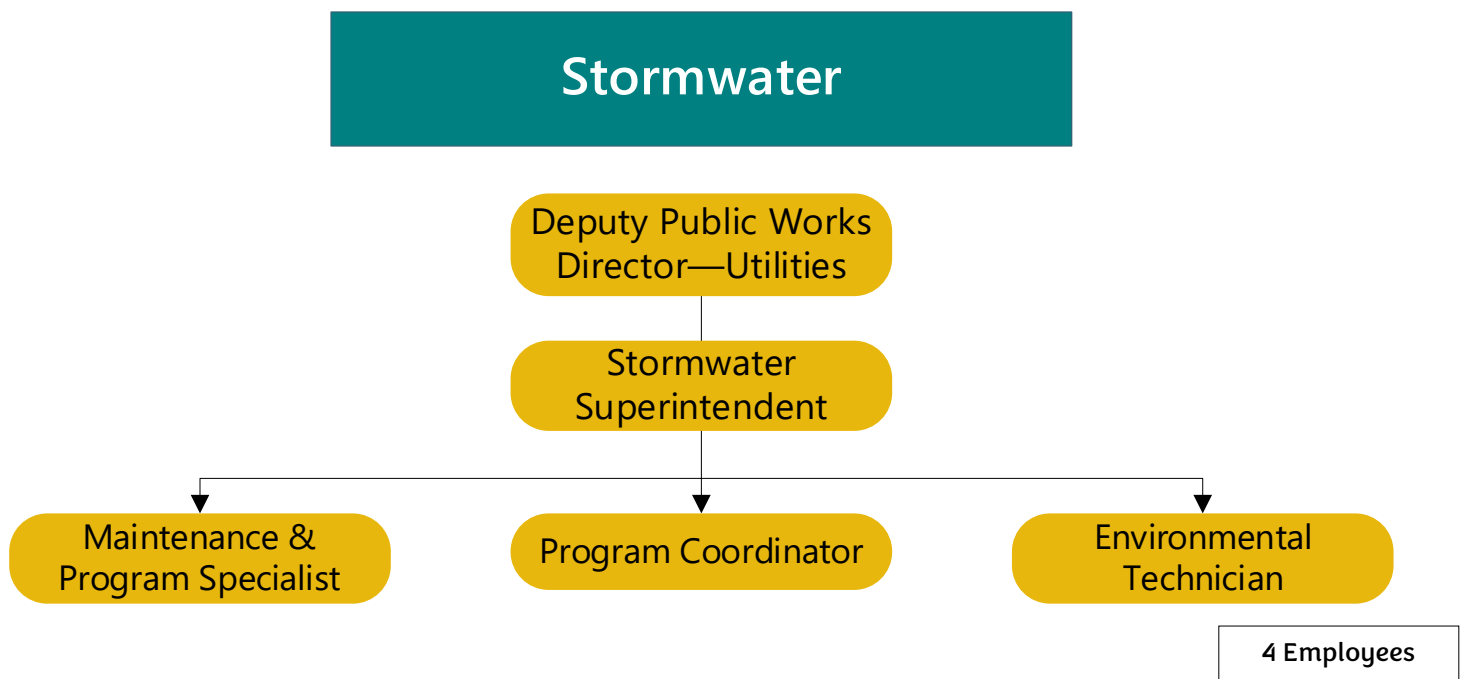 Stormwater
Deputy Public Works
Director—Utilities
Stormwater
Superintendent
Maintenance &
Program Specialist
Program Coordinator
Environmental
Technician
4 Employees